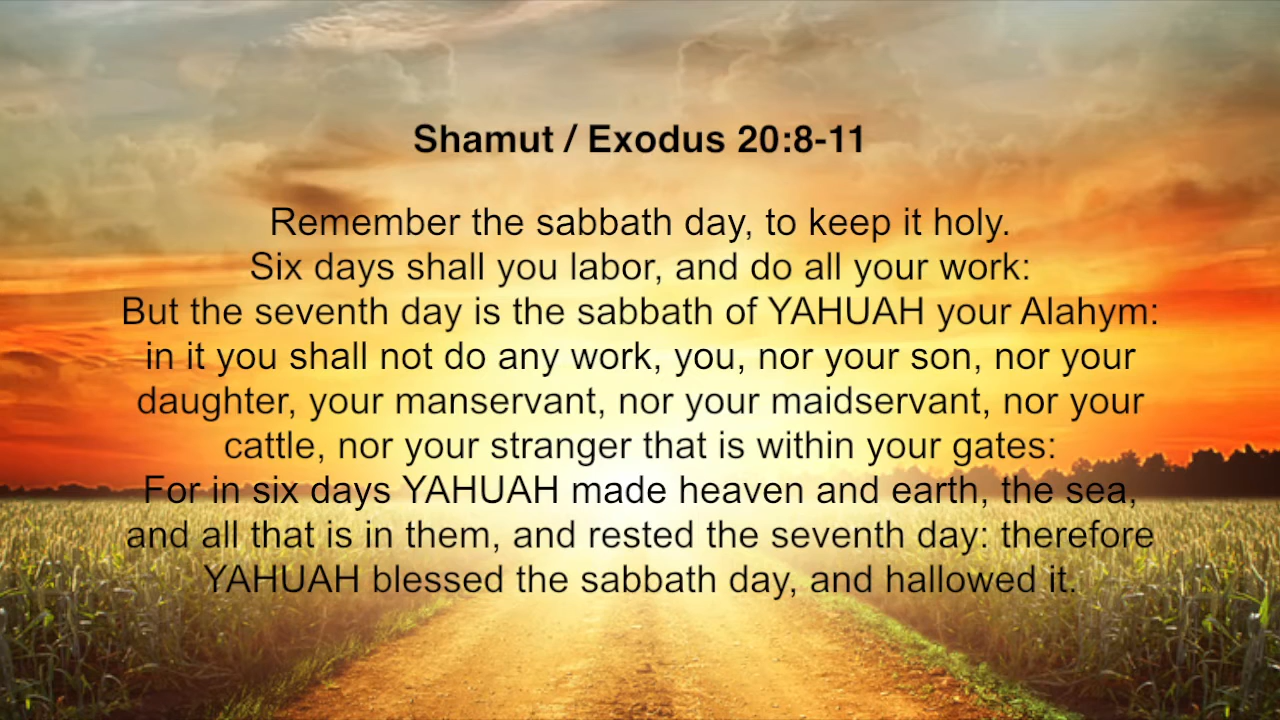 Shamut / Exodus 20:8-11
Remember the sabbath day, to keep it holy.
Six days shall you labor, and do all your work:
But the seventh day is the sabbath of YAHUAH your Alahym:
in it you shall not do any work, you, nor your son, nor your
daughter, your manservant, nor your maidservant, nor your
cattle, nor your stranger that is within your gates:
For in six days YAHUAH made heaven and earth, the sea,
and all that is in them, and rested the seventh day: therefore
YAHUAH blessed the sabbath day, and hallowed it.